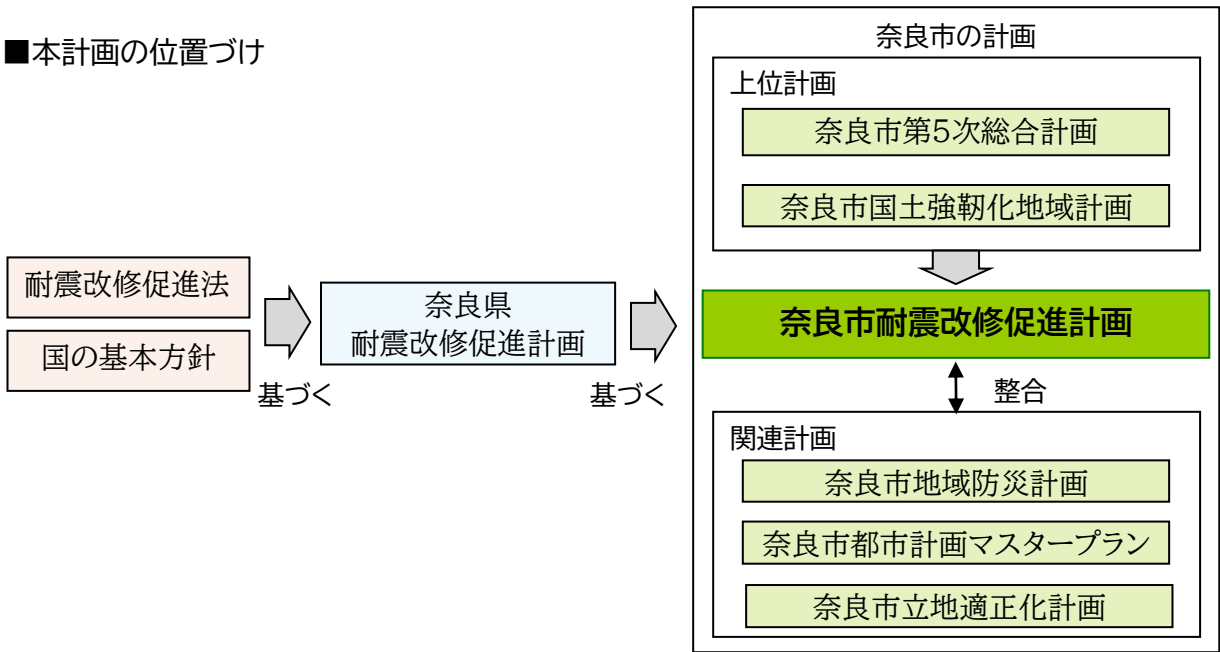 ■本計画の位置づけ
耐震改修促進法
国の基本方針
基づく
奈良県
耐震改修促進計画
基づく
奈良市の計画
上位計画
奈良市第5次総合計画
奈良市国土強靭化地域計画
奈良市耐震改修促進計画
整合
関連計画
奈良市地域防災計画
奈良市都市計画マスタープラン
奈良市立地適正化計画